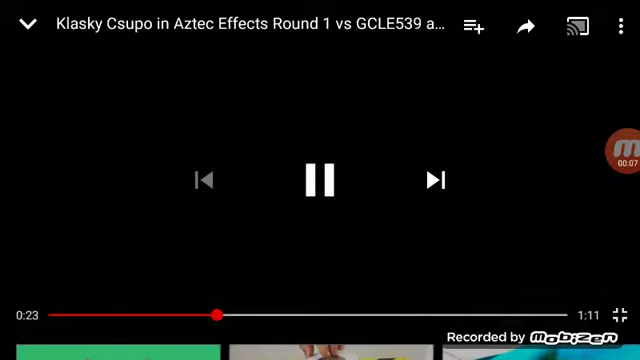 Klasky Csupo in Aztec Effects Round 1 vs GCLE539 a...
00:07
0:23
1:11
Recorded by mobizen